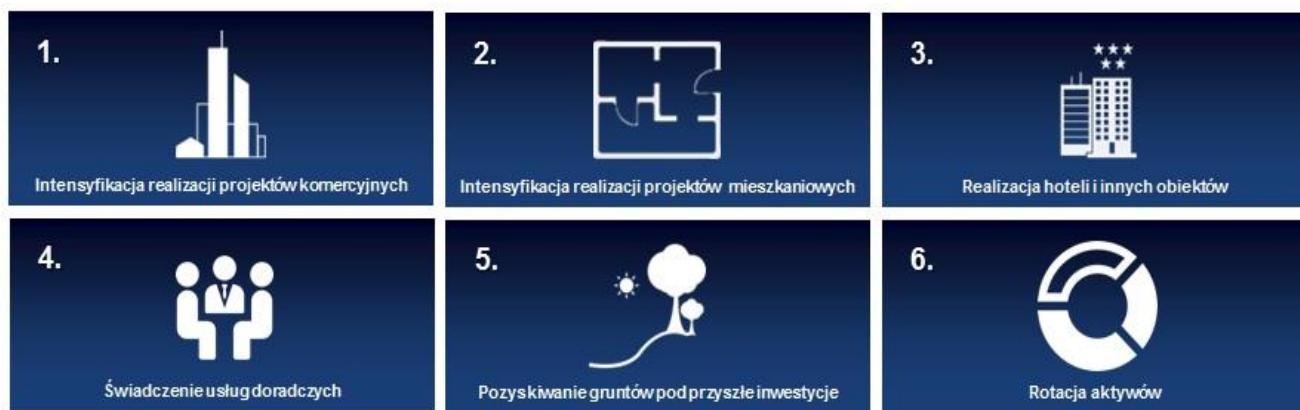 1.
Intensyfikacja realizacji projektów komercyjnych
2.
Intensyfikacja realizacji projektów mieszkaniowych
3.
Realizacja hoteli i innych obiektów
4.
Świadczenie usług doradczych
5.
Pozyskiwanie gruntów pod przyszłe inwestycje
6.
Rotacja aktywów